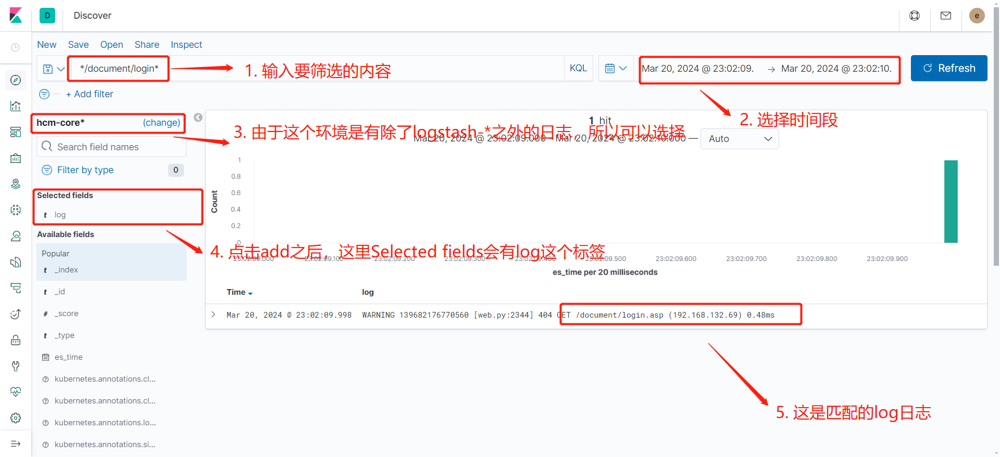 D
Discover
e
New
Save
Open
Share
Inspect
*/document/login*
1. 输入要筛选的内容
KQL
Mar 20, 2024 @ 23:02:09. → Mar 20, 2024 @ 23:02:10.
Refresh
+ Add filter
2. 选择时间段
hcm-core* (change)
1 hit
3. 由于这个环境是有除了logstash-*之外的日志，所以可以选择
Mar 20, 2024 @ 23:02:09.000 - Mar 20, 2024 @ 23:02:10.000 —
Auto
Search field names
Filter by type 0
Selected fields
t log
Available fields
Popular
t _index
t _id
# _score
t _type
es_time
kubernetes.annotations.cl...
kubernetes.annotations.cl...
kubernetes.annotations.lo...
kubernetes.annotations.si...
Count
1
0.8
0.6
0.4
0.2
0
4. 点击add之后，这里Selected fields会有log这个标签
23:02:09.000 23:02:09.100 23:02:09.200 23:02:09.300 23:02:09.400 23:02:09.500 23:02:09.600 23:02:09.700 23:02:09.800 23:02:09.900
es_time per 20 milliseconds
Time log
Mar 20, 2024 @ 23:02:09.998 WARNING 139682176770560 [web.py:2344] 404 GET /document/login.asp (192.168.132.69) 0.48ms
5. 这是匹配的log日志